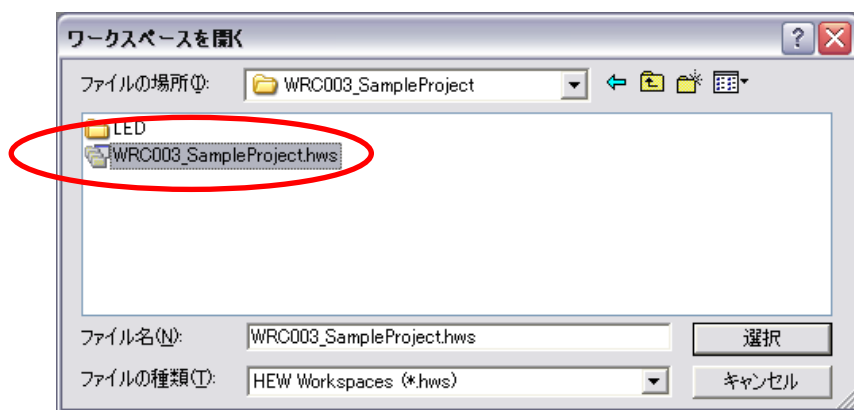 ワークスペースを開く
ファイルの場所(I): WRC003_SampleProject
LED
WRC003_SampleProject.hws
ファイル名(N): WRC003_SampleProject.hws 選択
ファイルの種類(T): HEW Workspaces (*.hws) キャンセル